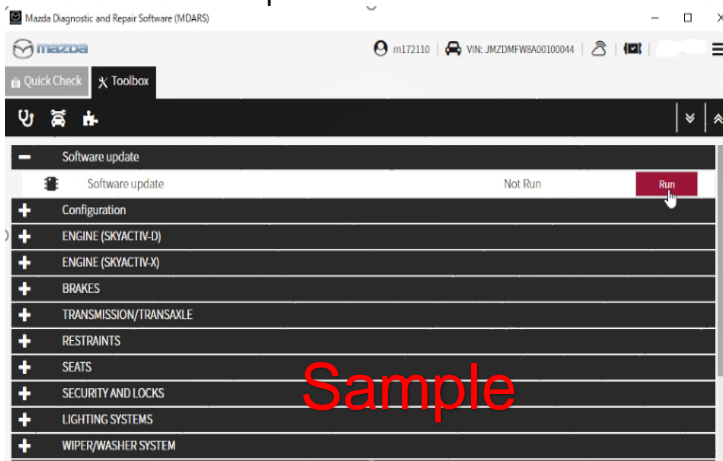 Mazda Diagnostic and Repair Software (MDARS)
mazda
m172110 | VIN: JMZDMFW8A00100044
Quick Check
Toolbox
Software update
Software update Not Run Run
Configuration
ENGINE (SKYACTIV-D)
ENGINE (SKYACTIV-X)
BRAKES
TRANSMISSION/TRANSAXLE
RESTRAINTS
SEATS
Sample
SECURITY AND LOCKS
LIGHTING SYSTEMS
WIPER/WASHER SYSTEM